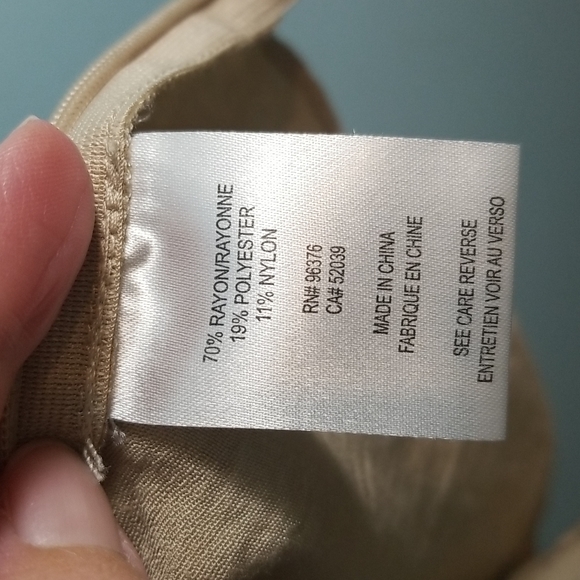 70% RAYON/RAYONNE
19% POLYESTER
11% NYLON
RN# 96376
CA# 52039
MADE IN CHINA
FABRIQUE EN CHINE
SEE CARE REVERSE
ENTRETIEN VOIR AU VERSO